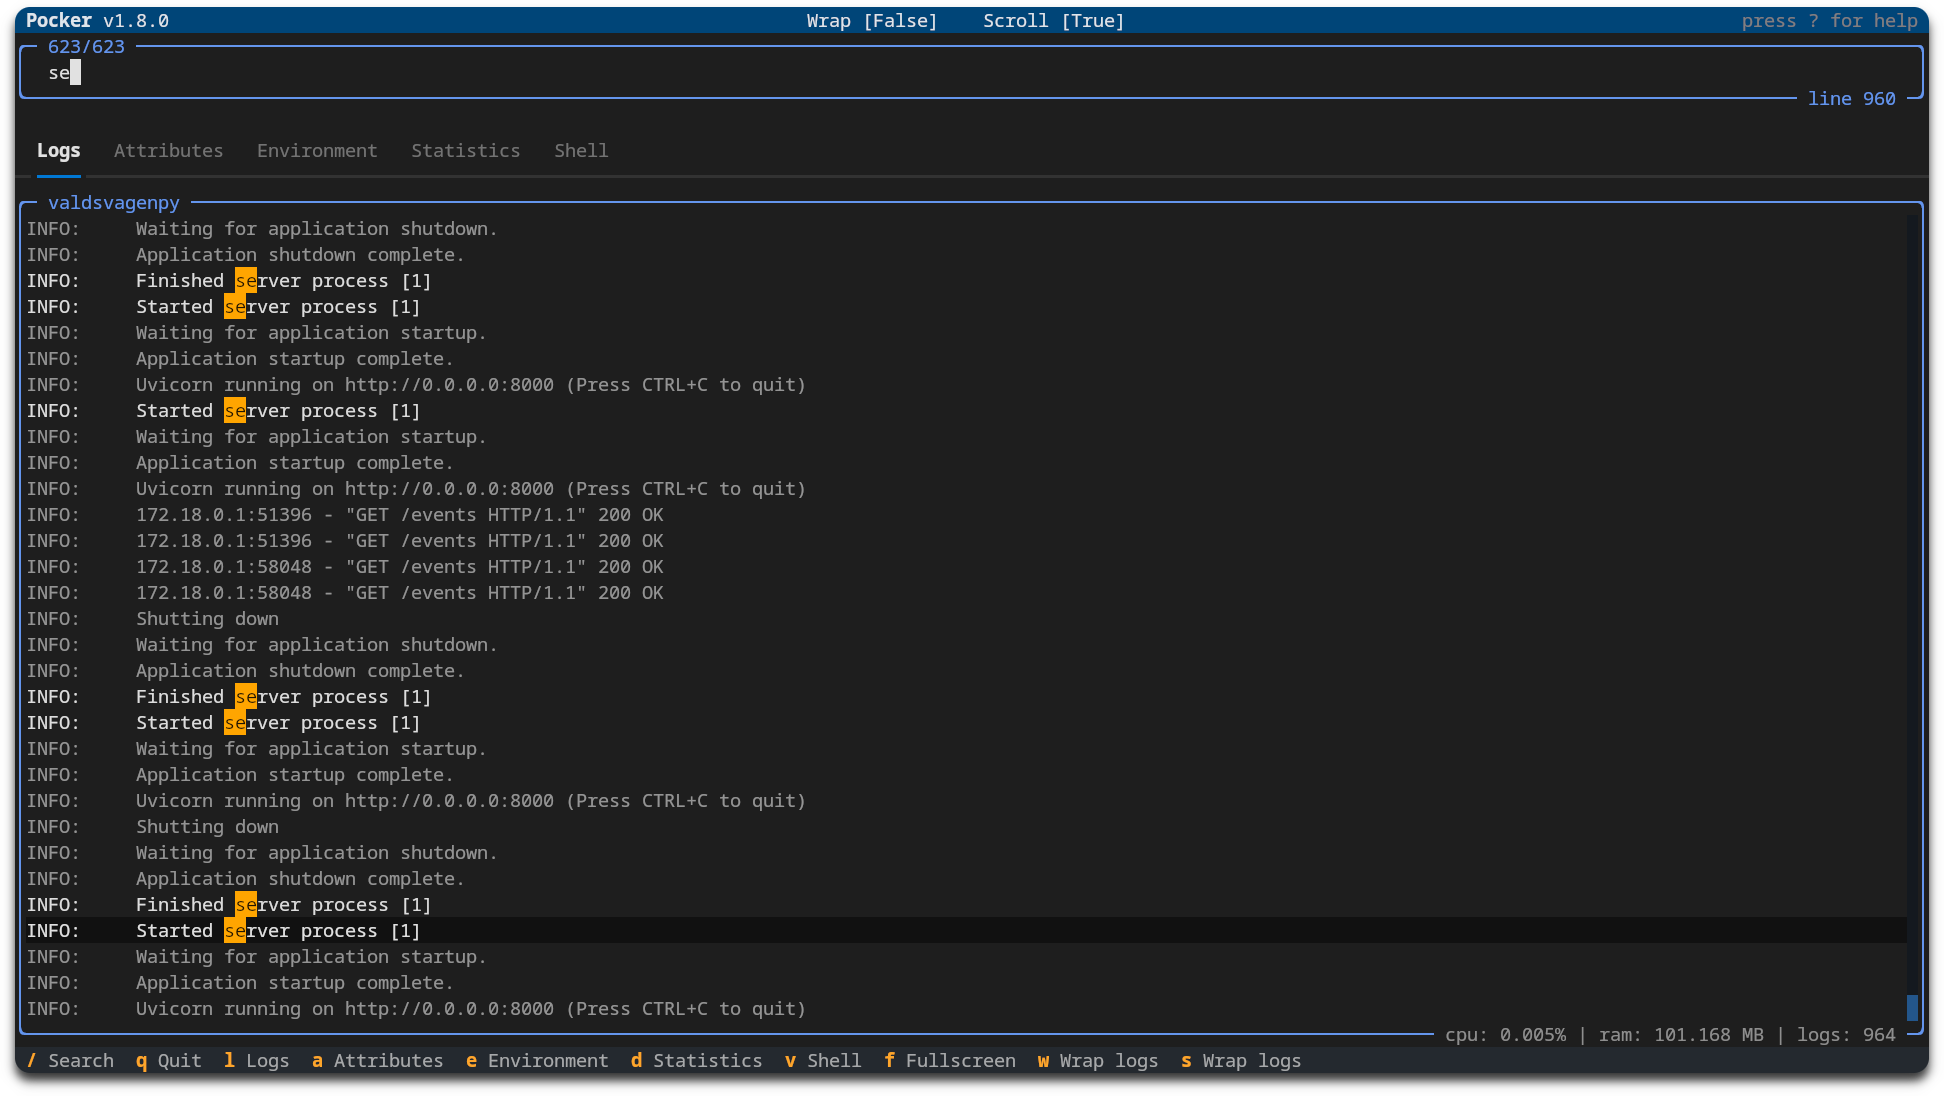 Pocker v1.8.0 Wrap [False] Scroll [True] press ? for help
623/623
se
line 960
Logs Attributes Environment Statistics Shell
valdsvagenpy
INFO: Waiting for application shutdown.
INFO: Application shutdown complete.
INFO: Finished server process [1]
INFO: Started server process [1]
INFO: Waiting for application startup.
INFO: Application startup complete.
INFO: Uvicorn running on http://0.0.0.0:8000 (Press CTRL+C to quit)
INFO: Started server process [1]
INFO: Waiting for application startup.
INFO: Application startup complete.
INFO: Uvicorn running on http://0.0.0.0:8000 (Press CTRL+C to quit)
INFO: 172.18.0.1:51396 - "GET /events HTTP/1.1" 200 OK
INFO: 172.18.0.1:51396 - "GET /events HTTP/1.1" 200 OK
INFO: 172.18.0.1:58048 - "GET /events HTTP/1.1" 200 OK
INFO: 172.18.0.1:58048 - "GET /events HTTP/1.1" 200 OK
INFO: Shutting down
INFO: Waiting for application shutdown.
INFO: Application shutdown complete.
INFO: Finished server process [1]
INFO: Started server process [1]
INFO: Waiting for application startup.
INFO: Application startup complete.
INFO: Uvicorn running on http://0.0.0.0:8000 (Press CTRL+C to quit)
INFO: Shutting down
INFO: Waiting for application shutdown.
INFO: Application shutdown complete.
INFO: Finished server process [1]
INFO: Started server process [1]
INFO: Waiting for application startup.
INFO: Application startup complete.
INFO: Uvicorn running on http://0.0.0.0:8000 (Press CTRL+C to quit)
cpu: 0.005% | ram: 101.168 MB | logs: 964
/ Search q Quit l Logs a Attributes e Environment d Statistics v Shell f Fullscreen w Wrap logs s Wrap logs